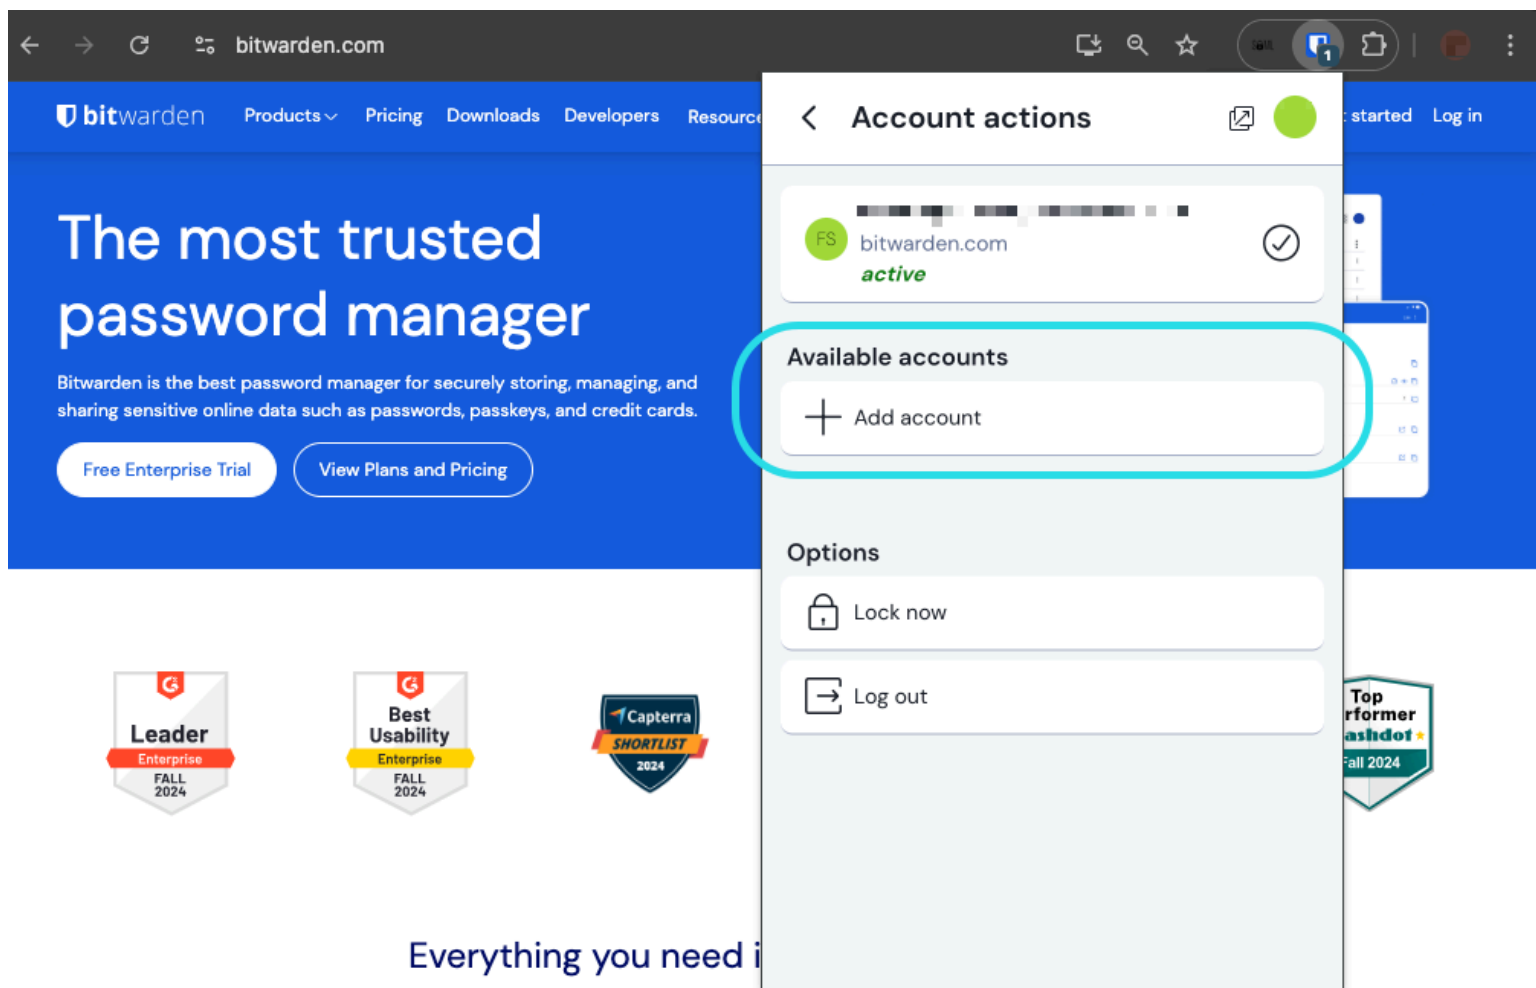 bitwarden.com
1
bitwarden
Products
Pricing
Downloads
Developers
Log in
started
The most trusted
password manager
Bitwarden is the best password manager for securely storing, managing, and
sharing sensitive online data such as passwords, passkeys, and credit cards.
Free Enterprise Trial
View Plans and Pricing
Account actions
FS
bitwarden.com
active
Available accounts
Add account
Options
Lock now
Log out
G2
Leader
Enterprise
FALL
2024
G2
Best
Usability
Enterprise
FALL
2024
Capterra
SHORTLIST
2024
Top
rformer
ashdot
Fall 2024
Everything you need i